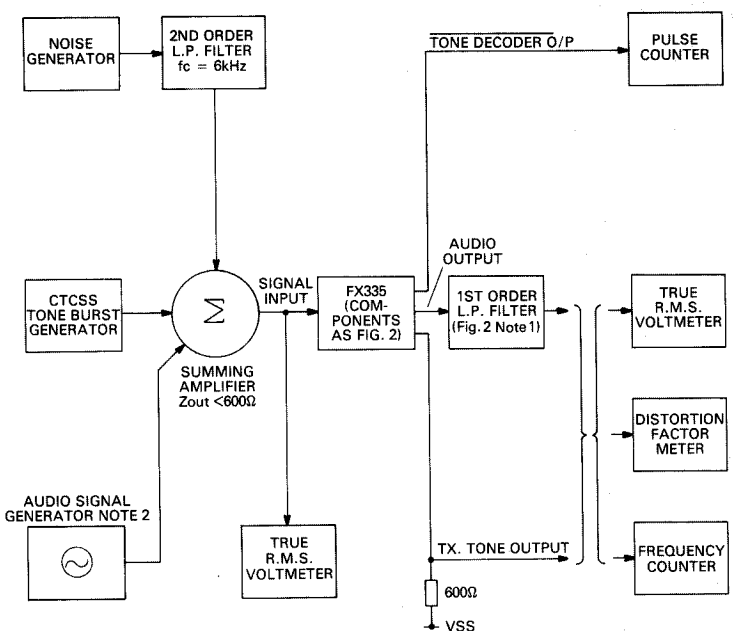 NOISE
GENERATOR
2ND ORDER
L.P. FILTER
fc = 6kHz
TONE DECODER O/P
PULSE
COUNTER
CTCSS
TONE BURST
GENERATOR
Σ
SUMMING
AMPLIFIER
Zout <600Ω
SIGNAL
INPUT
FX335
(COM-
PONENTS
AS FIG. 2)
AUDIO
OUTPUT
1ST ORDER
L.P. FILTER
(Fig. 2 Note 1)
TRUE
R.M.S.
VOLTMETER
DISTORTION
FACTOR
METER
AUDIO SIGNAL
GENERATOR NOTE 2
TRUE
R.M.S.
VOLTMETER
TX. TONE OUTPUT
FREQUENCY
COUNTER
600Ω
VSS